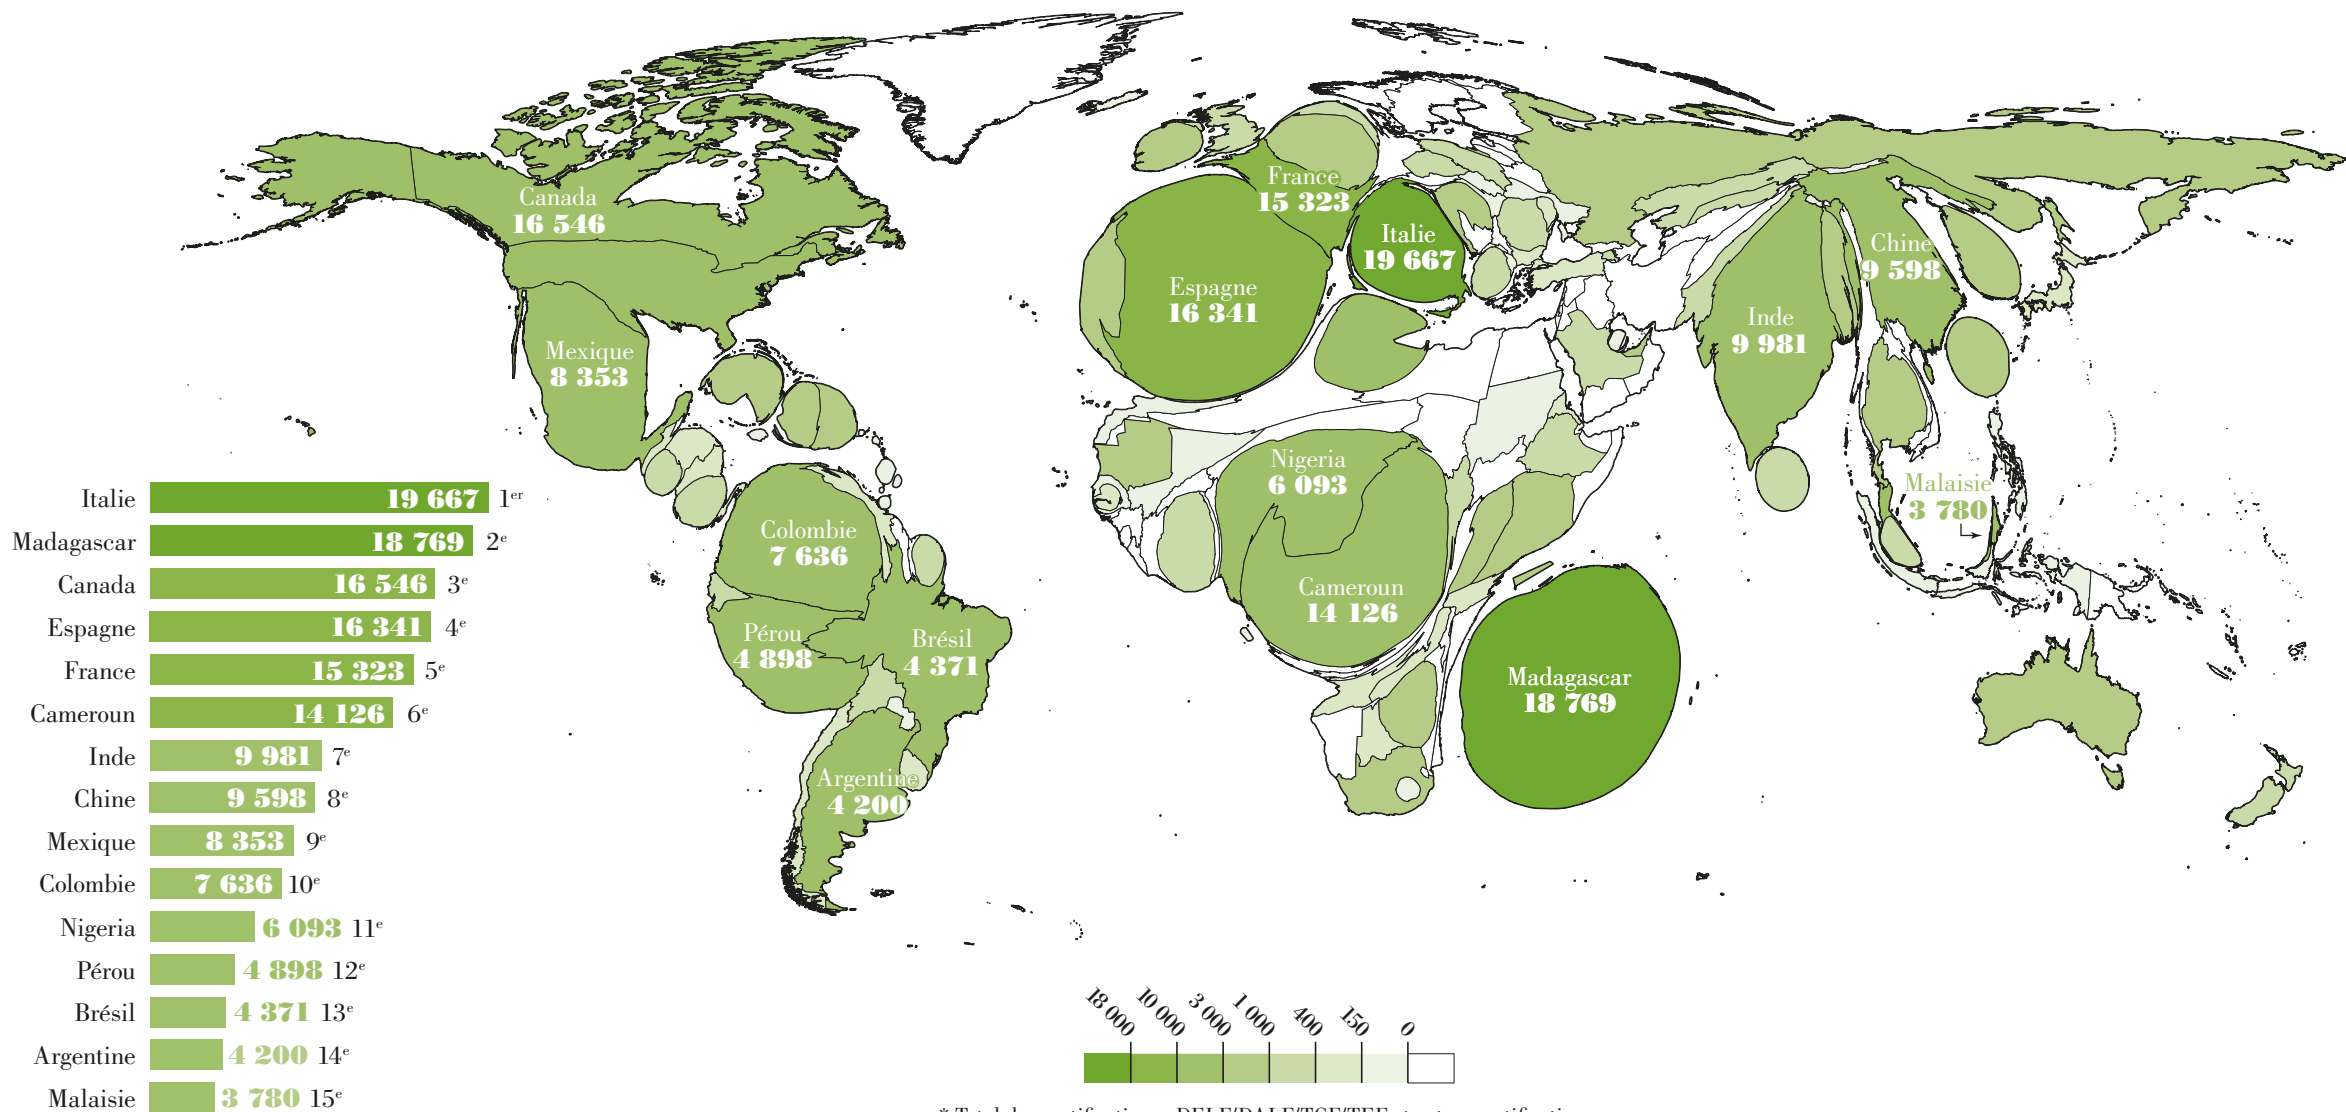 Canada
16 546
Mexique
8 353
Colombie
7 636
Pérou
4 898
Brésil
4 371
Argentine
4 200
France
15 323
Espagne
16 341
Italie
19 667
Nigeria
6 093
Cameroun
14 126
Madagascar
18 769
Inde
9 981
Chine
9 598
Malaisie
3 780
Italie 19 667 1er
Madagascar 18 769 2e
Canada 16 546 3e
Espagne 16 341 4e
France 15 323 5e
Cameroun 14 126 6e
Inde 9 981 7e
Chine 9 598 8e
Mexique 8 353 9e
Colombie 7 636 10e
Nigeria 6 093 11e
Pérou 4 898 12e
Brésil 4 371 13e
Argentine 4 200 14e
Malaisie 3 780 15e
18 000 10 000 3 000 1 000 400 150 0